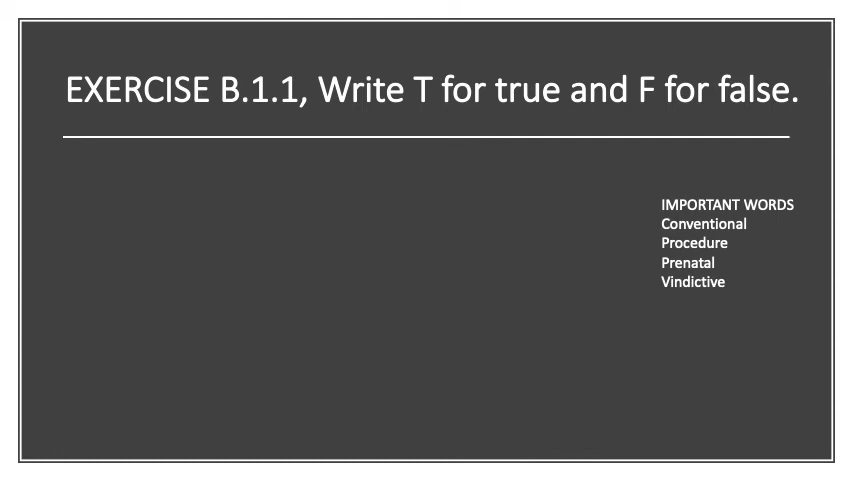 EXERCISE B.1.1, Write T for true and F for false.
IMPORTANT WORDS
Conventional
Procedure
Prenatal
Vindictive